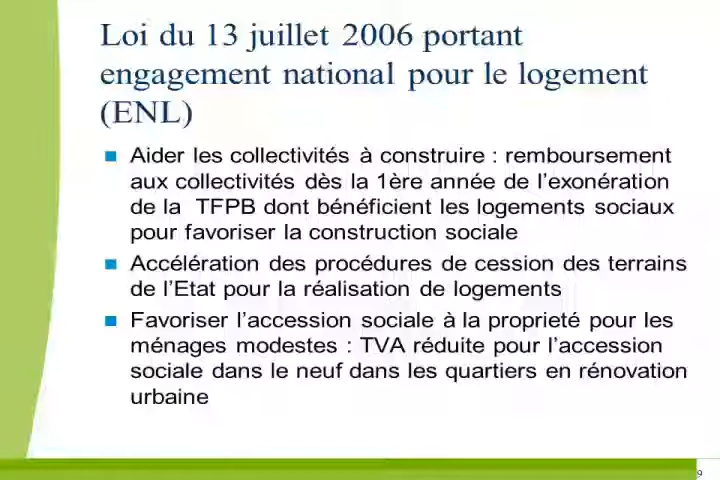 Loi du 13 juillet 2006 portant
engagement national pour le logement
(ENL)
Aider les collectivités à construire : remboursement
aux collectivités dès la 1ère année de l’exonération
de la TFPB dont bénéficient les logements sociaux
pour favoriser la construction sociale
Accélération des procédures de cession des terrains
de l’Etat pour la réalisation de logements
Favoriser l’accession sociale à la proprieté pour les
ménages modestes : TVA réduite pour l’accession
sociale dans le neuf dans les quartiers en rénovation
urbaine
9